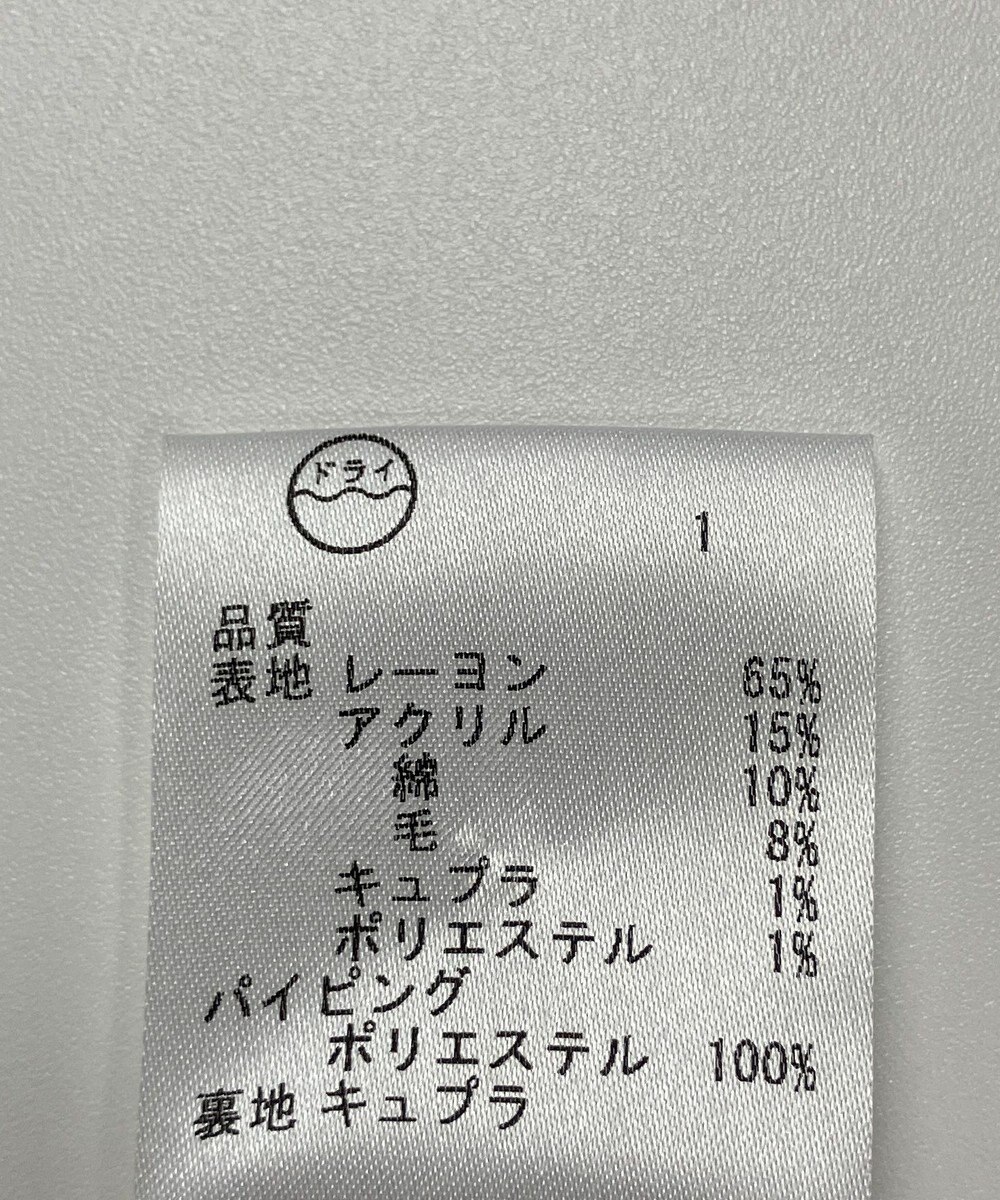 ドライ
1
品質
表地 レーヨン 65%
アクリル 15%
綿 10%
毛 8%
キュプラ 1%
ポリエステル 1%
パイピング
ポリエステル 100%
裏地 キュプラ